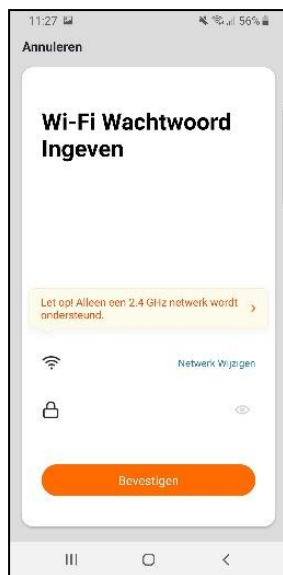 11:27 56%
Annuleren
Wi-Fi Wachtwoord
Ingeven
Let op! Alleen een 2.4 GHz netwerk wordt
ondersteund.
Netwerk Wijzigen
Bevestigen